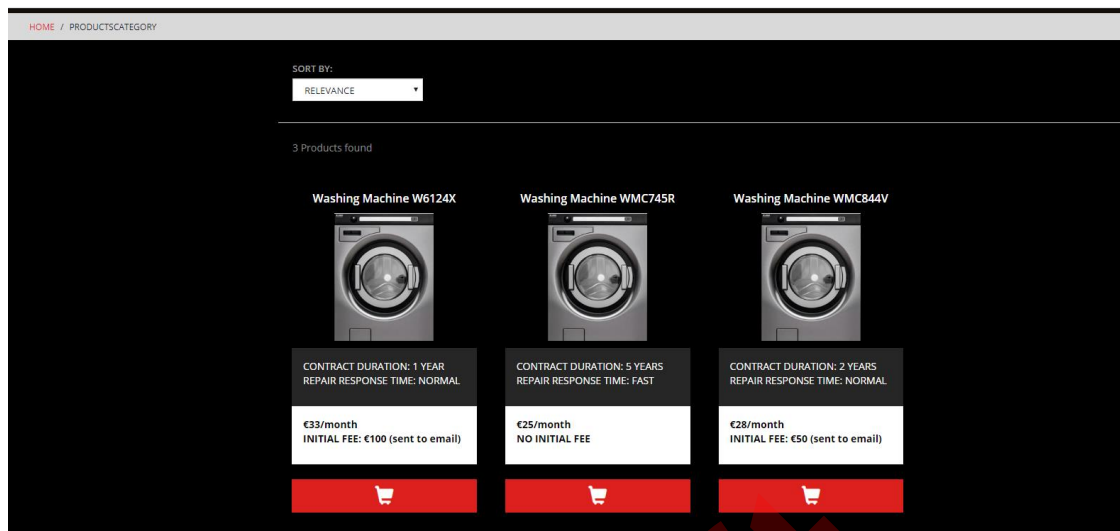 HOME / PRODUCTSCATEGORY
SORT BY:
RELEVANCE
3 Products found
Washing Machine W6124X
CONTRACT DURATION: 1 YEAR
REPAIR RESPONSE TIME: NORMAL
€33/month
INITIAL FEE: €100 (sent to email)
Washing Machine WMC745R
CONTRACT DURATION: 5 YEARS
REPAIR RESPONSE TIME: FAST
€25/month
NO INITIAL FEE
Washing Machine WMC844V
CONTRACT DURATION: 2 YEARS
REPAIR RESPONSE TIME: NORMAL
€28/month
INITIAL FEE: €50 (sent to email)